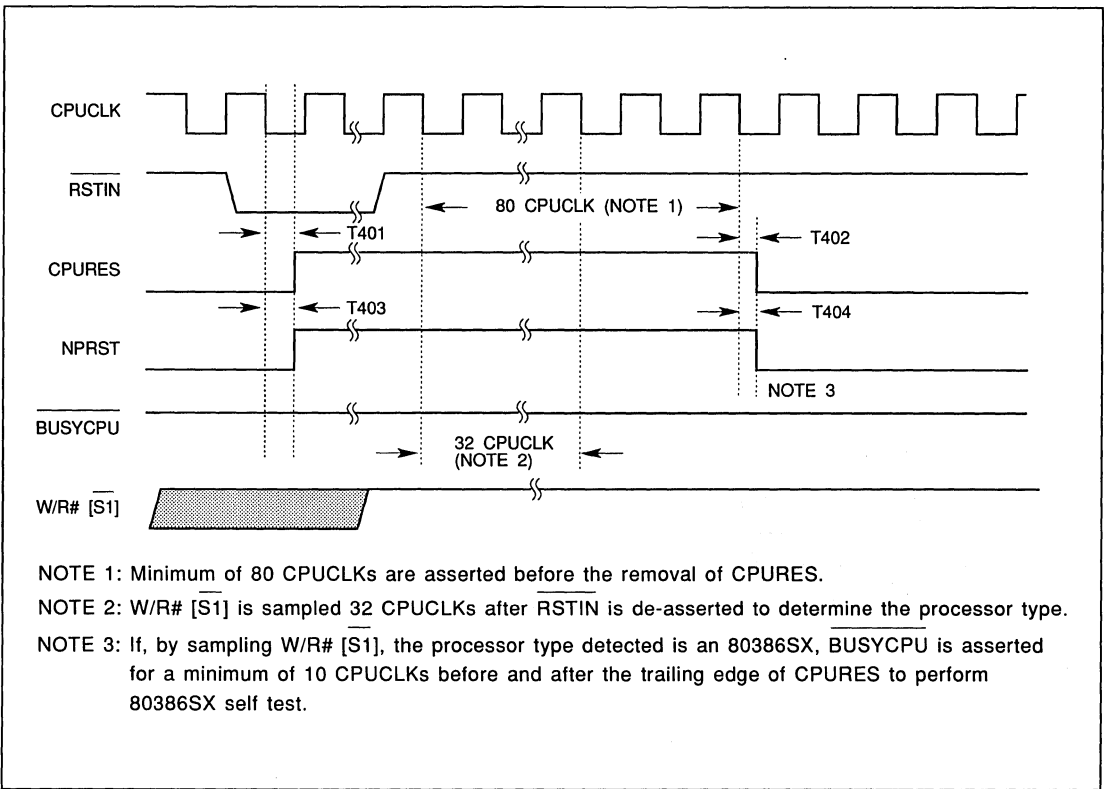 CPUCLK
RSTIN
80 CPUCLK (NOTE 1)
T401
T402
CPURES
T403
T404
NPRST
NOTE 3
BUSYCPU
32 CPUCLK
(NOTE 2)
W/R# [S1]
NOTE 1: Minimum of 80 CPUCLKs are asserted before the removal of CPURES.
NOTE 2: W/R# [S1] is sampled 32 CPUCLKs after RSTIN is de-asserted to determine the processor type.
NOTE 3: If, by sampling W/R# [S1], the processor type detected is an 80386SX, BUSYCPU is asserted
for a minimum of 10 CPUCLKs before and after the trailing edge of CPURES to perform
80386SX self test.